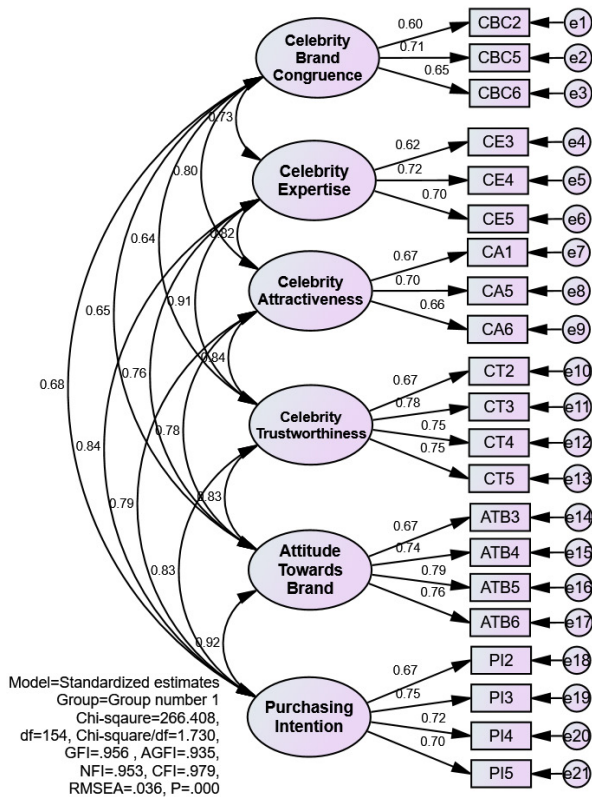 Celebrity
Brand
Congruence
0.60
CBC2
e1
0.71
CBC5
e2
0.65
CBC6
e3
0.73
Celebrity
Expertise
0.62
CE3
e4
0.72
CE4
e5
0.70
CE5
e6
0.80
0.82
0.64
Celebrity
Attractiveness
0.67
CA1
e7
0.70
CA5
e8
0.66
CA6
e9
0.91
0.65
0.84
0.76
0.68
Celebrity
Trustworthiness
0.67
CT2
e10
0.78
CT3
e11
0.75
CT4
e12
0.75
CT5
e13
0.78
0.84
0.79
0.83
Attitude
Towards
Brand
0.67
ATB3
e14
0.74
ATB4
e15
0.79
ATB5
e16
0.76
ATB6
e17
0.83
0.92
Purchasing
Intention
0.67
PI2
e18
0.75
PI3
e19
0.72
PI4
e20
0.70
PI5
e21
Model=Standardized estimates
Group=Group number 1
Chi-sqaure=266.408,
df=154, Chi-square/df=1.730,
GFI=.956 , AGFI=.935,
NFI=.953, CFI=.979,
RMSEA=.036, P=.000